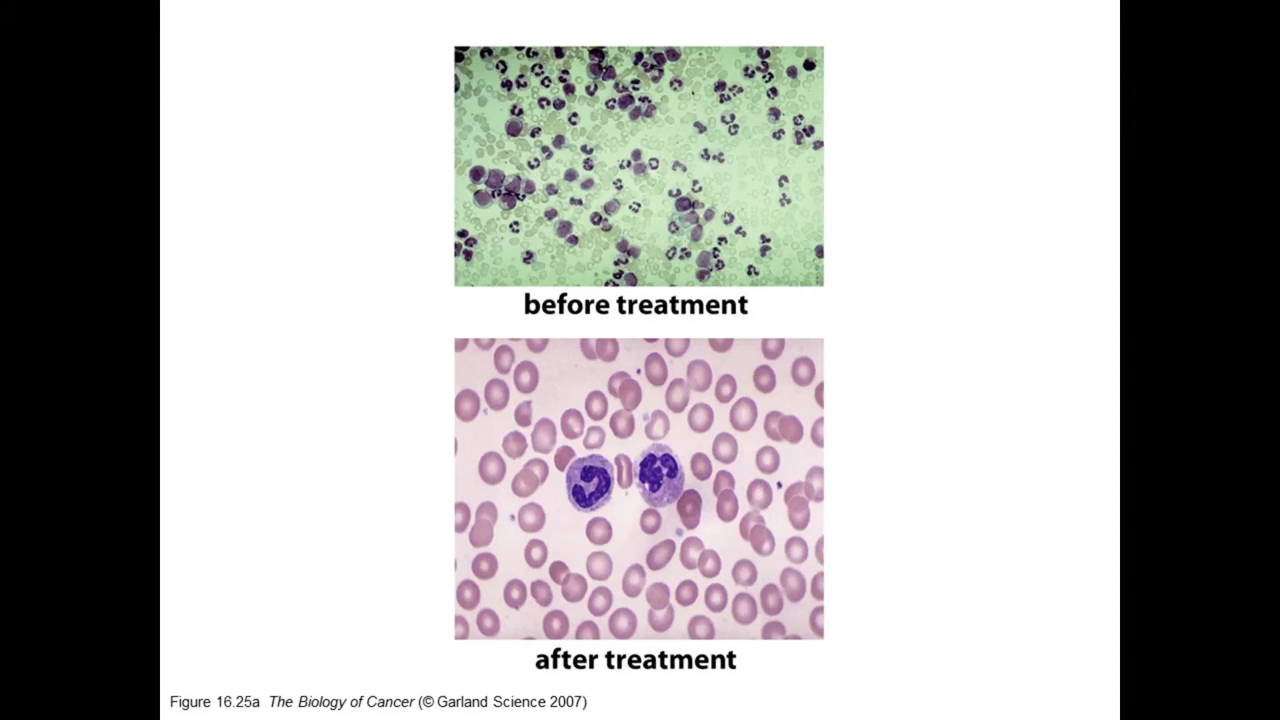 before treatment
after treatment
Figure 16.25a The Biology of Cancer (© Garland Science 2007)